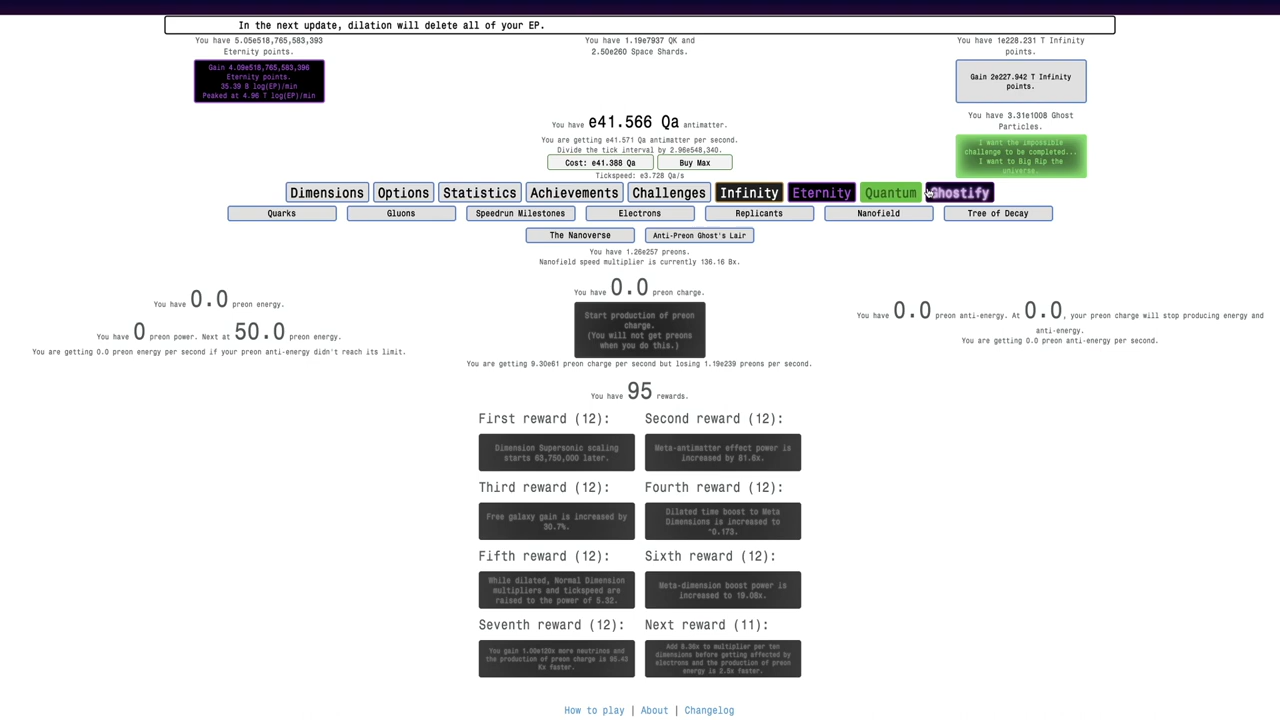 In the next update, dilation will delete all of your EP.
You have 5.05e518,765,583,393
Eternity points.
Gain 4.09e518,765,583,396
Eternity points.
35.39 B log(EP)/min
Peaked at 4.96 T log(EP)/min
You have 1.19e7937 QK and
2.50e260 Space Shards.
You have 1e228.231 T Infinity
points.
Gain 2e227.942 T Infinity
points.
You have 3.31e1008 Ghost
Particles.
I want the impossible
challenge to be completed...
I want to Big Rip the
universe.
You have e41.566 Qa antimatter.
You are getting e41.571 Qa antimatter per second.
Divide the tick interval by 2.96e548,340.
Cost: e41.388 Qa
Buy Max
Tickspeed: e3.728 Qa/s
Dimensions
Options
Statistics
Achievements
Challenges
Infinity
Eternity
Quantum
Ghostify
Quarks
Gluons
Speedrun Milestones
Electrons
Replicants
Nanofield
Tree of Decay
The Nanoverse
Anti-Preon Ghost's Lair
You have 1.26e257 preons.
Nanofield speed multiplier is currently 136.16 Bx.
You have 0.0 preon energy.
You have 0 preon power. Next at 50.0 preon energy.
You are getting 0.0 preon energy per second if your preon anti-energy didn't reach its limit.
You have 0.0 preon charge.
Start production of preon
charge.
(You will not get preons
when you do this.)
You are getting 9.30e61 preon charge per second but losing 1.19e239 preons per second.
You have 0.0 preon anti-energy. At 0.0, your preon charge will stop producing energy and
anti-energy.
You are getting 0.0 preon anti-energy per second.
You have 95 rewards.
First reward (12):
Dimension Supersonic scaling
starts 63,750,000 later.
Second reward (12):
Meta-antimatter effect power is
increased by 81.6x.
Third reward (12):
Free galaxy gain is increased by
30.7%.
Fourth reward (12):
Dilated time boost to Meta
Dimensions is increased to
^0.173.
Fifth reward (12):
While dilated, Normal Dimension
multipliers and tickspeed are
raised to the power of 5.32.
Sixth reward (12):
Meta-dimension boost power is
increased to 19.08x.
Seventh reward (12):
You gain 1.00e120x more neutrinos and
the production of preon charge is 95.43
Kx faster.
Next reward (11):
Add 8.36x to multiplier per ten
dimensions before getting affected by
electrons and the production of preon
energy is 2.5x faster.
How to play | About | Changelog